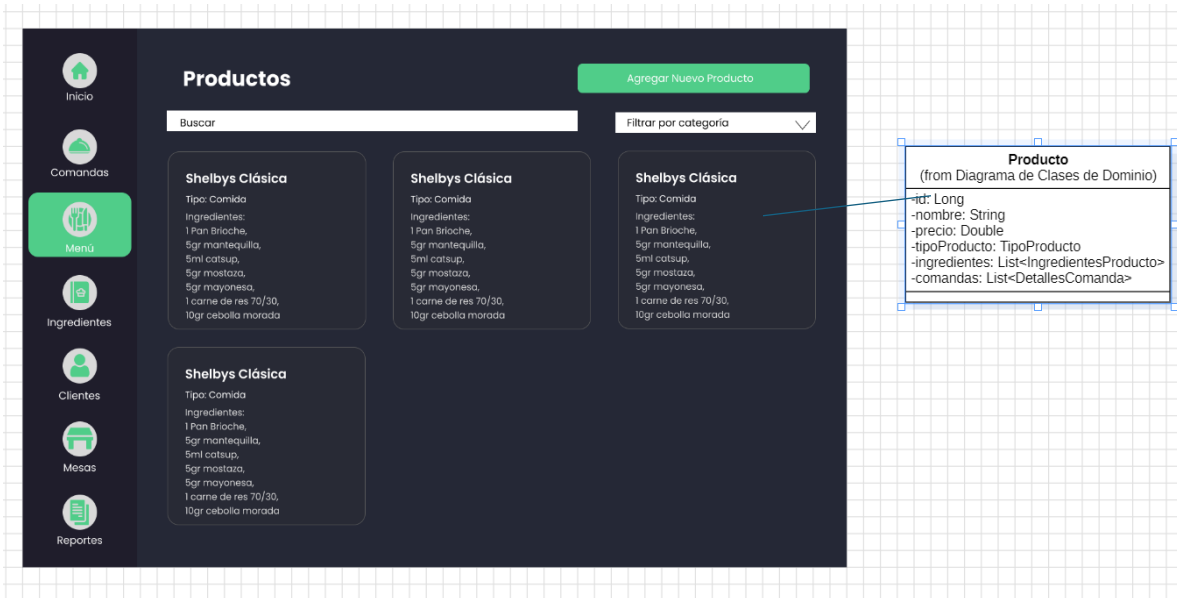 Inicio
Comandas
Menú
Ingredientes
Clientes
Mesas
Reportes
Productos
Agregar Nuevo Producto
Buscar
Filtrar por categoría
Shelbys Clásica
Tipo: Comida
Ingredientes:
1 Pan Brioche,
5gr mantequilla,
5ml catsup,
5gr mostaza,
5gr mayonesa,
1 carne de res 70/30,
10gr cebolla morada
Shelbys Clásica
Tipo: Comida
Ingredientes:
1 Pan Brioche,
5gr mantequilla,
5ml catsup,
5gr mostaza,
5gr mayonesa,
1 carne de res 70/30,
10gr cebolla morada
Shelbys Clásica
Tipo: Comida
Ingredientes:
1 Pan Brioche,
5gr mantequilla,
5ml catsup,
5gr mostaza,
5gr mayonesa,
1 carne de res 70/30,
10gr cebolla morada
Shelbys Clásica
Tipo: Comida
Ingredientes:
1 Pan Brioche,
5gr mantequilla,
5ml catsup,
5gr mostaza,
5gr mayonesa,
1 carne de res 70/30,
10gr cebolla morada
Producto
(from Diagrama de Clases de Dominio)
-id: Long
-nombre: String
-precio: Double
-tipoProducto: TipoProducto
-ingredientes: List<IngredientesProducto>
-comandas: List<DetallesComanda>